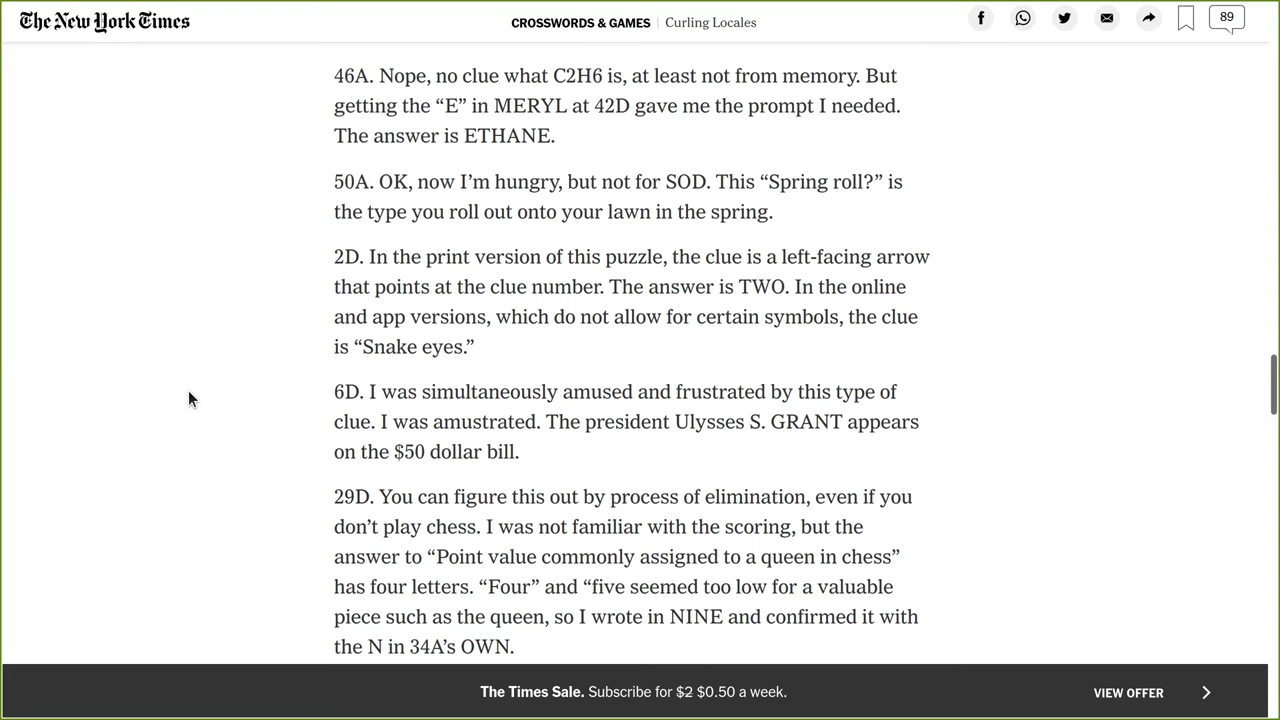 The New York Times
CROSSWORDS & GAMES | Curling Locales
89
46A. Nope, no clue what C2H6 is, at least not from memory. But
getting the “E” in MERYL at 42D gave me the prompt I needed.
The answer is ETHANE.
50A. OK, now I’m hungry, but not for SOD. This “Spring roll?” is
the type you roll out onto your lawn in the spring.
2D. In the print version of this puzzle, the clue is a left-facing arrow
that points at the clue number. The answer is TWO. In the online
and app versions, which do not allow for certain symbols, the clue
is “Snake eyes.”
6D. I was simultaneously amused and frustrated by this type of
clue. I was amustrated. The president Ulysses S. GRANT appears
on the $50 dollar bill.
29D. You can figure this out by process of elimination, even if you
don’t play chess. I was not familiar with the scoring, but the
answer to “Point value commonly assigned to a queen in chess”
has four letters. “Four” and “five seemed too low for a valuable
piece such as the queen, so I wrote in NINE and confirmed it with
the N in 34A’s OWN.
The Times Sale. Subscribe for $2 $0.50 a week.
VIEW OFFER